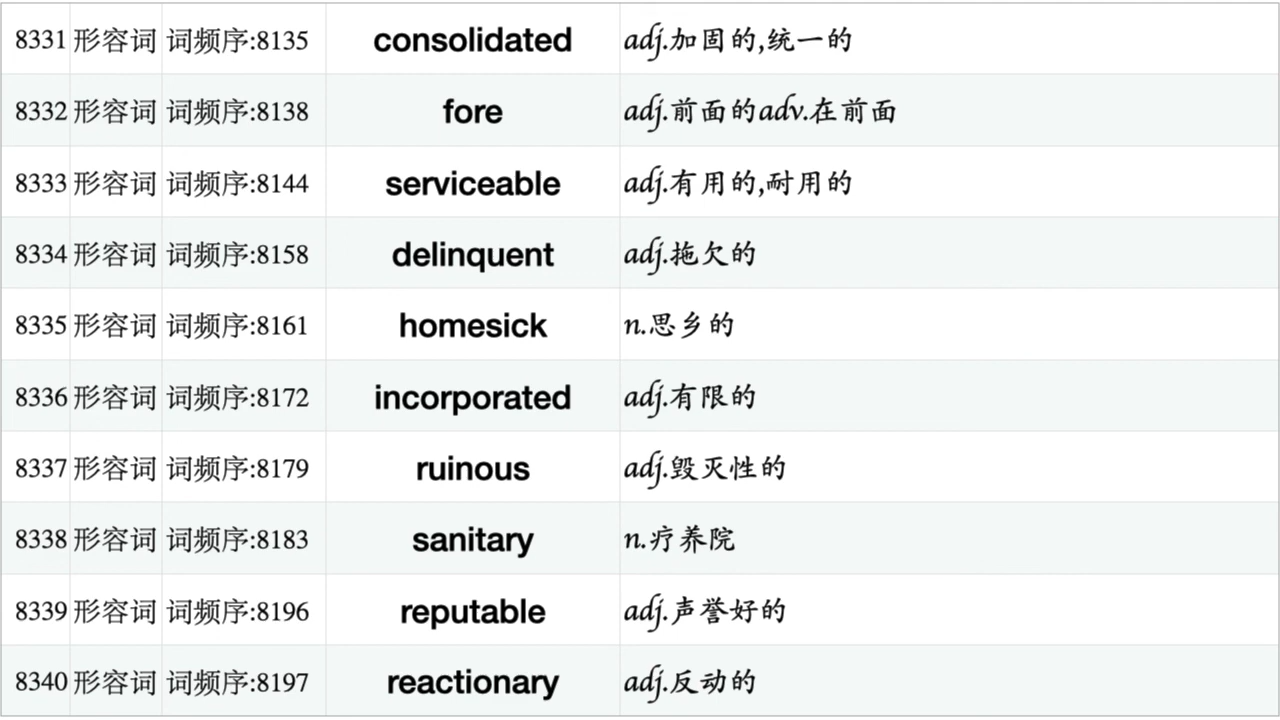 8331 形容词 词频序:8135 consolidated adj.加固的,统一的
8332 形容词 词频序:8138 fore adj.前面的adv.在前面
8333 形容词 词频序:8144 serviceable adj.有用的,耐用的
8334 形容词 词频序:8158 delinquent adj.拖欠的
8335 形容词 词频序:8161 homesick n.思乡的
8336 形容词 词频序:8172 incorporated adj.有限的
8337 形容词 词频序:8179 ruinous adj.毁灭性的
8338 形容词 词频序:8183 sanitary n.疗养院
8339 形容词 词频序:8196 reputable adj.声誉好的
8340 形容词 词频序:8197 reactionary adj.反动的